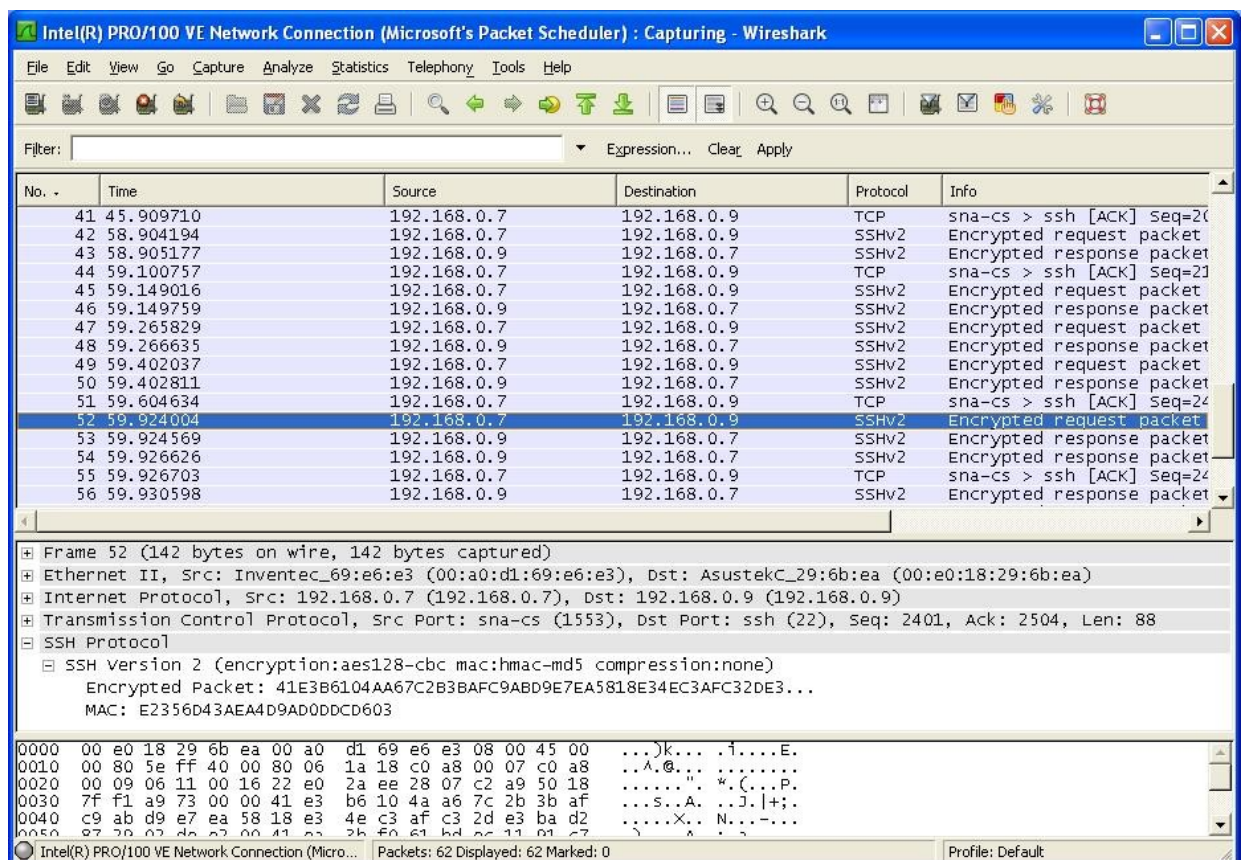 Intel(R) PRO/100 VE Network Connection (Microsoft's Packet Scheduler) : Capturing - Wireshark
File Edit View Go Capture Analyze Statistics Telephony Tools Help
Filter: Expression... Clear Apply
No. Time Source Destination Protocol Info
41 45.909710 192.168.0.7 192.168.0.9 TCP sna-cs > ssh [ACK] Seq=20
42 58.904194 192.168.0.7 192.168.0.9 SSHv2 Encrypted request packet
43 58.905177 192.168.0.9 192.168.0.7 SSHv2 Encrypted response packet
44 59.100757 192.168.0.7 192.168.0.9 TCP sna-cs > ssh [ACK] Seq=21
45 59.149016 192.168.0.7 192.168.0.9 SSHv2 Encrypted request packet
46 59.149759 192.168.0.9 192.168.0.7 SSHv2 Encrypted response packet
47 59.265829 192.168.0.7 192.168.0.9 SSHv2 Encrypted request packet
48 59.266635 192.168.0.9 192.168.0.7 SSHv2 Encrypted response packet
49 59.402037 192.168.0.7 192.168.0.9 SSHv2 Encrypted request packet
50 59.402811 192.168.0.9 192.168.0.7 SSHv2 Encrypted response packet
51 59.604634 192.168.0.7 192.168.0.9 TCP sna-cs > ssh [ACK] Seq=24
52 59.924004 192.168.0.7 192.168.0.9 SSHv2 Encrypted request packet
53 59.924569 192.168.0.9 192.168.0.7 SSHv2 Encrypted response packet
54 59.926626 192.168.0.9 192.168.0.7 SSHv2 Encrypted response packet
55 59.926703 192.168.0.7 192.168.0.9 TCP sna-cs > ssh [ACK] Seq=24
56 59.930598 192.168.0.9 192.168.0.7 SSHv2 Encrypted response packet
Frame 52 (142 bytes on wire, 142 bytes captured)
Ethernet II, Src: Inventec_69:e6:e3 (00:a0:d1:69:e6:e3), Dst: AsustekC_29:6b:ea (00:e0:18:29:6b:ea)
Internet Protocol, Src: 192.168.0.7 (192.168.0.7), Dst: 192.168.0.9 (192.168.0.9)
Transmission Control Protocol, Src Port: sna-cs (1553), Dst Port: ssh (22), Seq: 2401, Ack: 2504, Len: 88
SSH Protocol
SSH Version 2 (encryption:aes128-cbc mac:hmac-md5 compression:none)
Encrypted Packet: 41E3B6104AA67C2B3BAFC9ABD9E7EA5818E34EC3AFC32DE3...
MAC: E2356D43AEA4D9AD0DDCD603
0000 00 e0 18 29 6b ea 00 a0 d1 69 e6 e3 08 00 45 00 ...)k... .i....E.
0010 00 80 5e ff 40 00 80 06 1a 18 c0 a8 00 07 c0 a8 ..^.@... ........
0020 00 09 06 11 00 16 22 e0 2a ee 28 07 c2 a9 50 18 ......". *.(...P.
0030 7f f1 a9 73 00 00 41 e3 b6 10 4a a6 7c 2b 3b af ...s..A. ..J.|+;.
0040 c9 ab d9 e7 ea 58 18 e3 4e c3 af c3 2d e3 ba d2 .....X.. N...-...
Intel(R) PRO/100 VE Network Connection (Micro... Packets: 62 Displayed: 62 Marked: 0 Profile: Default